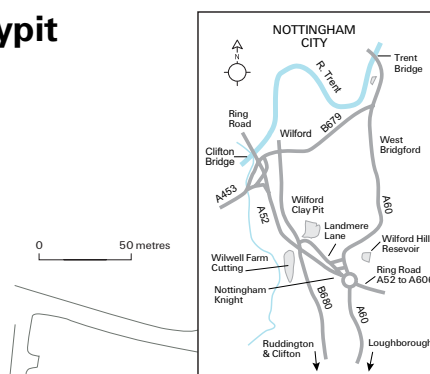 ypit
NOTTINGHAM
CITY
N
R. Trent
Trent
Bridge
Ring
Road
Wilford
B679
Clifton
Bridge
West
Bridgford
A453
A52
Wilford
Clay Pit
A60
Landmere
Lane
Wilford Hill
Resevoir
Wilwell Farm
Cutting
Ring Road
A52 to A606
Nottingham
Knight
B680
A60
Ruddington
& Clifton
Loughborough
0 50 metres